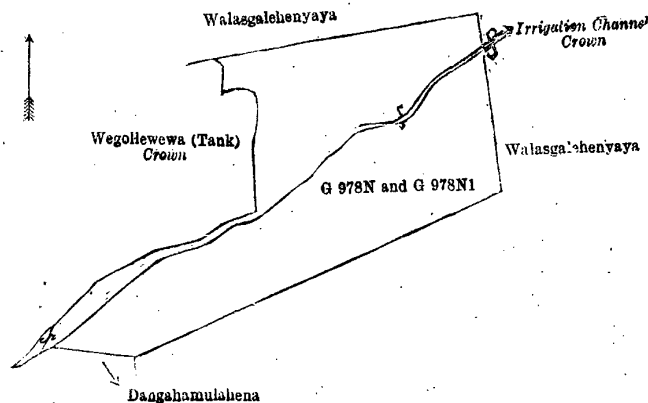 Walasgalehenyaya
Irrigation Channel
Crown
Wegollewewa (Tank)
Crown
Walasgalehenyaya
G 978N and G 978N1
Dangahamulahena